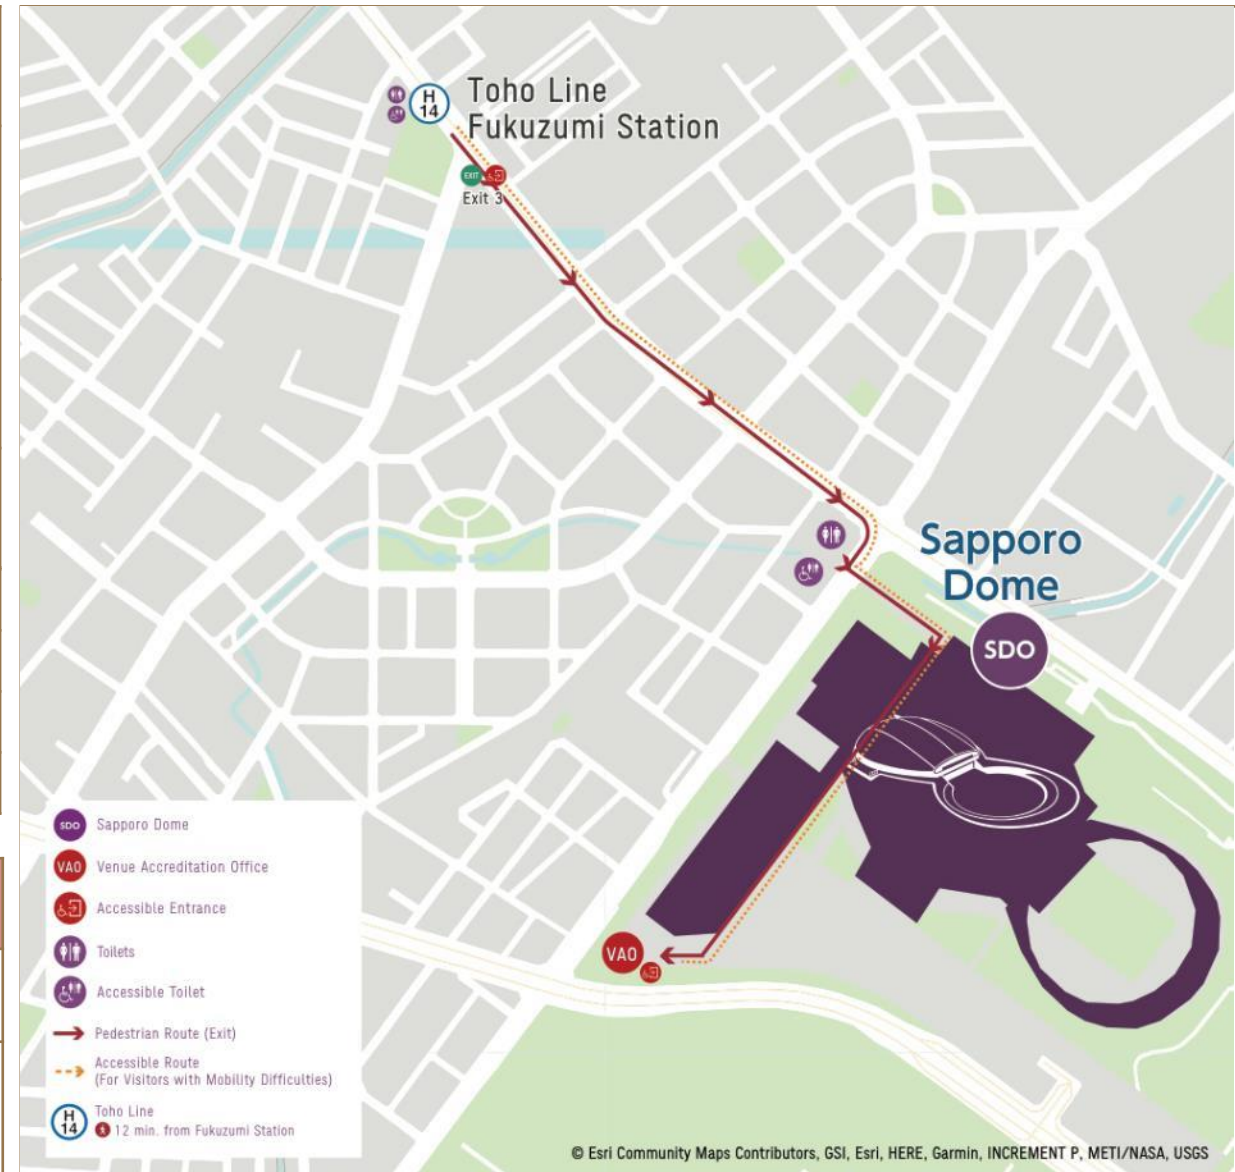 H
14
Toho Line
Fukuzumi Station
EXIT
Exit 3
Sapporo
Dome
SDO
VAO
SDO Sapporo Dome
VAO Venue Accreditation Office
Accessible Entrance
Toilets
Accessible Toilet
Pedestrian Route (Exit)
Accessible Route
(For Visitors with Mobility Difficulties)
H
14
Toho Line
12 min. from Fukuzumi Station
© Esri Community Maps Contributors, GSI, Esri, HERE, Garmin, INCREMENT P, METI/NASA, USGS